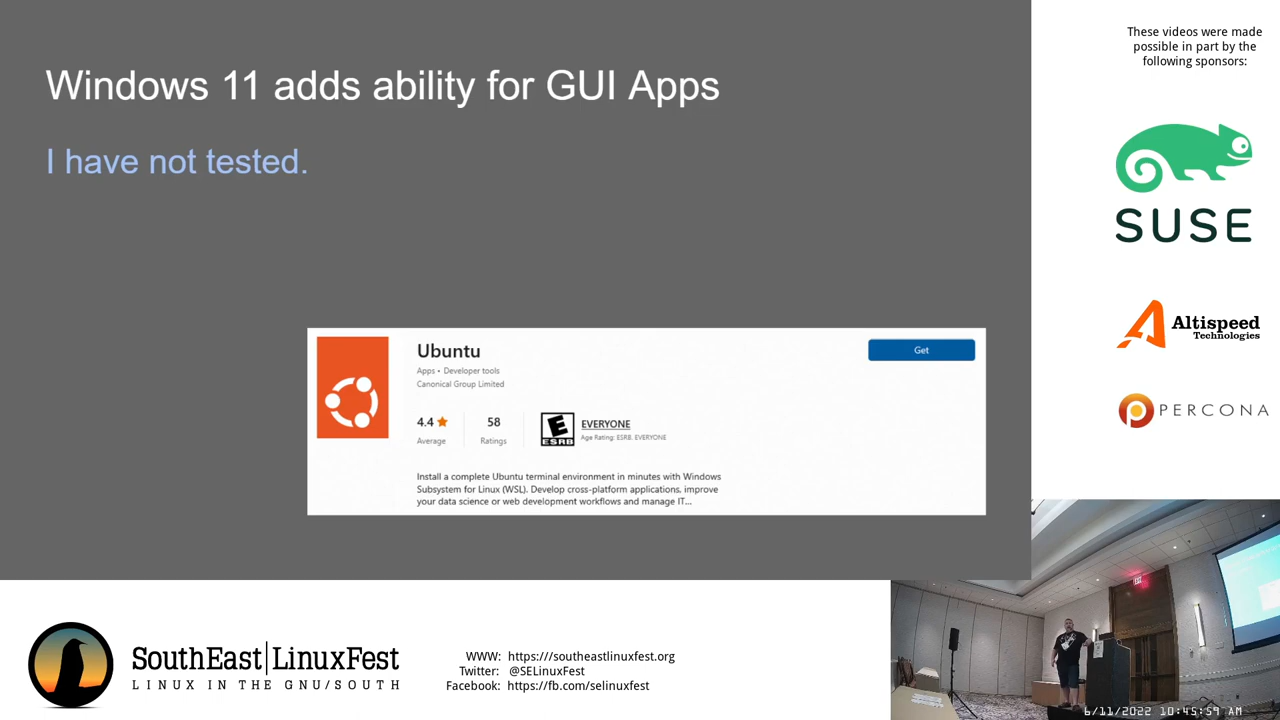 Windows 11 adds ability for GUI Apps
I have not tested.
Ubuntu
Apps • Developer tools
Canonical Group Limited
Get
4.4
Average
58
Ratings
E
ESRB
EVERYONE
Age Rating: ESRB. EVERYONE
Install a complete Ubuntu terminal environment in minutes with Windows
Subsystem for Linux (WSL). Develop cross-platform applications, improve
your data science or web development workflows and manage IT...
These videos were made
possible in part by the
following sponsors:
SUSE
Altispeed
Technologies
PERCONA
SouthEast|LinuxFest
LINUX IN THE GNU/SOUTH
WWW: https:///southeastlinuxfest.org
Twitter: @SELinuxFest
Facebook: https://fb.com/selinuxfest
6/11/2022 10:45:59 AM